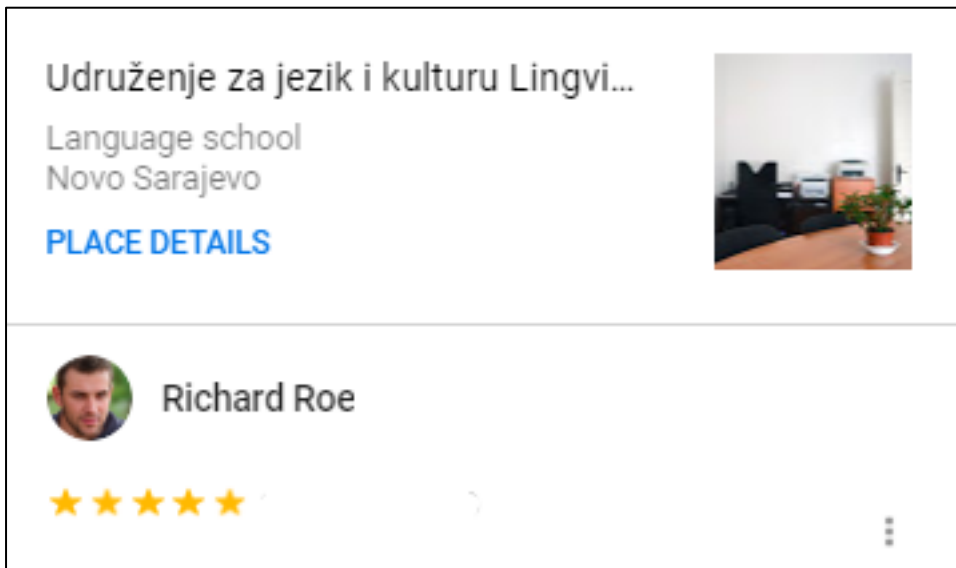 Udruženje za jezik i kulturu Lingvi...
Language school
Novo Sarajevo
PLACE DETAILS
Richard Roe